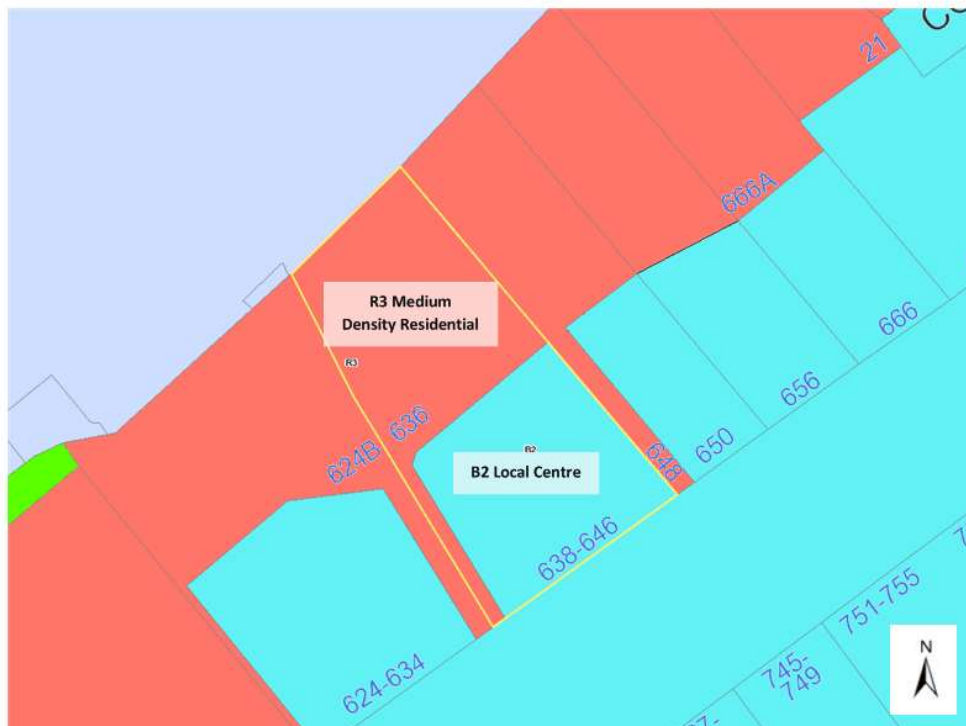 21
666A
R3 Medium
Density Residential
R3
666
656
636
624B
B2
B2 Local Centre
648
650
638-646
751-755
624-634
745-
749
N